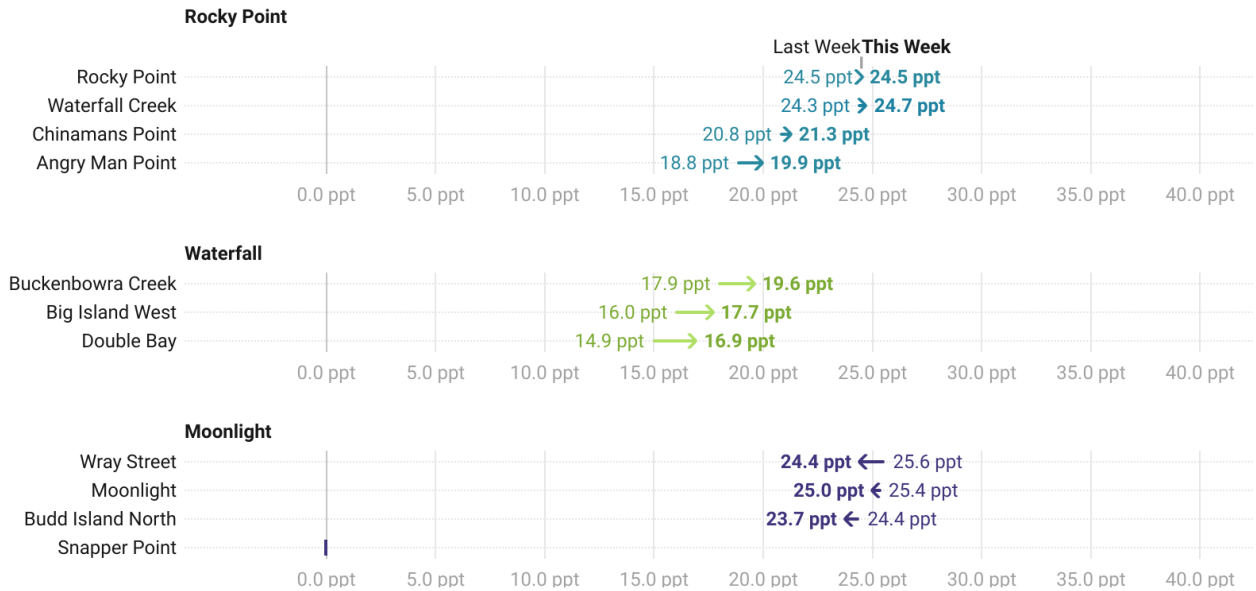 Rocky Point
Last Week This Week
Rocky Point 24.5 ppt 24.5 ppt
Waterfall Creek 24.3 ppt 24.7 ppt
Chinamans Point 20.8 ppt 21.3 ppt
Angry Man Point 18.8 ppt 19.9 ppt
0.0 ppt 5.0 ppt 10.0 ppt 15.0 ppt 20.0 ppt 25.0 ppt 30.0 ppt 35.0 ppt 40.0 ppt
Waterfall
Buckenbowra Creek 17.9 ppt 19.6 ppt
Big Island West 16.0 ppt 17.7 ppt
Double Bay 14.9 ppt 16.9 ppt
0.0 ppt 5.0 ppt 10.0 ppt 15.0 ppt 20.0 ppt 25.0 ppt 30.0 ppt 35.0 ppt 40.0 ppt
Moonlight
Wray Street 24.4 ppt 25.6 ppt
Moonlight 25.0 ppt 25.4 ppt
Budd Island North 23.7 ppt 24.4 ppt
Snapper Point
0.0 ppt 5.0 ppt 10.0 ppt 15.0 ppt 20.0 ppt 25.0 ppt 30.0 ppt 35.0 ppt 40.0 ppt